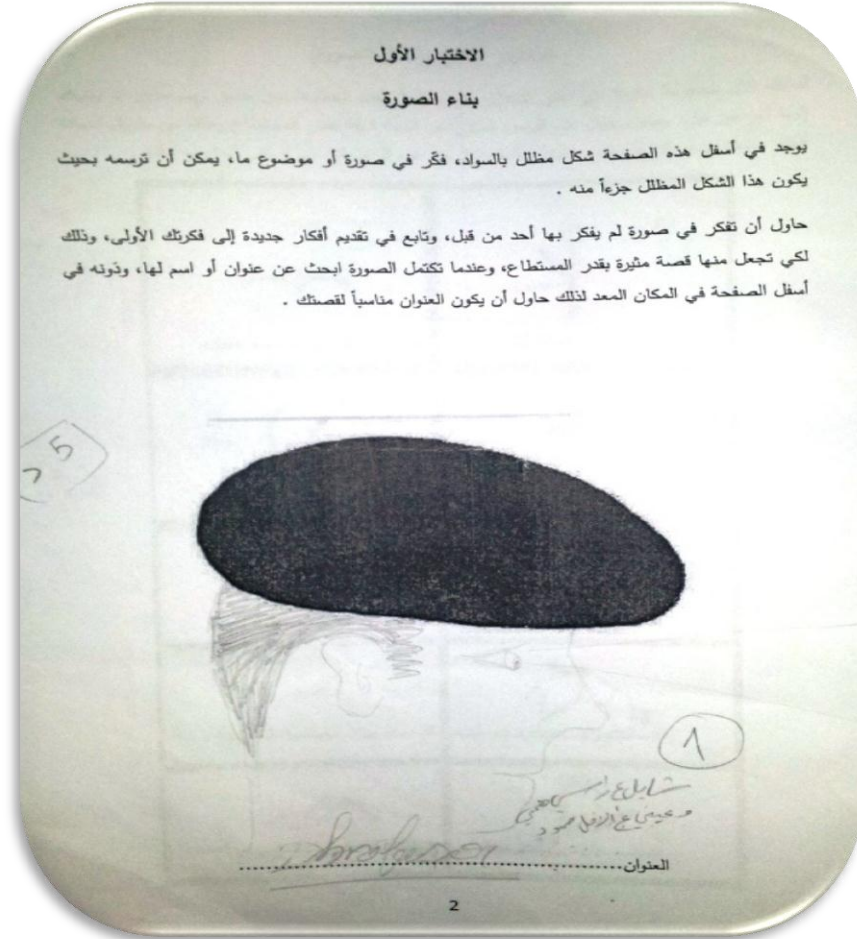 الاختبار الأول
بناء الصورة
يوجد في أسفل هذه الصفحة شكل مظلل بالسواد، فكّر في صورة أو موضوع ما، يمكن أن ترسمه بحيث
يكون هذا الشكل المظلل جزءاً منه .
حاول أن تفكر في صورة لم يفكر بها أحد من قبل، وتابع في تقديم أفكار جديدة إلى فكرتك الأولى، وذلك
لكي تجعل منها قصة مثيرة بقدر المستطاع، وعندما تكتمل الصورة ابحث عن عنوان أو اسم لها، ودونه في
أسفل الصفحة في المكان المعد لذلك حاول أن يكون العنوان مناسباً لقصتك .
5
1
العنوان
2